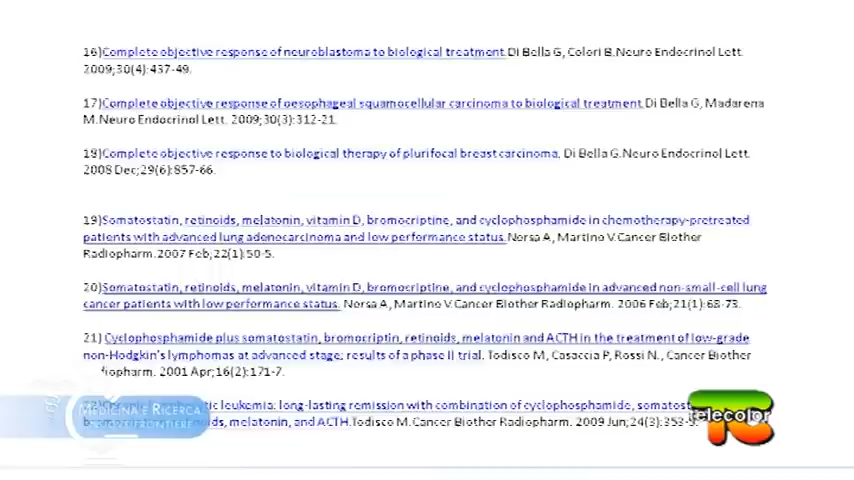 16)Complete objective response of neuroblastoma to biological treatment. Di Bella G, Colori B.Neuro Endocrinol Lett.
2009;30(4):437-49.
17)Complete objective response of oesophageal squamocellular carcinoma to biological treatment.Di Bella G, Madarena
M.Neuro Endocrinol Lett. 2009;30(3):312-21.
18)Complete objective response to biological therapy of plurifocal breast carcinoma. Di Bella G.Neuro Endocrinol Lett.
2008 Dec;29(6):857-66.
19)Somatostatin, retinoids, melatonin, vitamin D, bromocriptine, and cyclophosphamide in chemotherapy-pretreated
patients with advanced lung adenocarcinoma and low performance status. Norsa A, Martino V.Cancer Biother
Radiopharm.2007 Feb;22(1):50-5.
20)Somatostatin, retinoids, melatonin, vitamin D, bromocriptine, and cyclophosphamide in advanced non-small-cell lung
cancer patients with low performance status. Norsa A, Martino V.Cancer Biother Radiopharm. 2006 Feb;21(1):68-73.
21) Cyclophosphamide plus somatostatin, bromocriptin, retinoids, melatonin and ACTH in the treatment of low-grade
non-Hodgkin's lymphomas at advanced stage: results of a phase II trial. Todisco M, Casaccia P, Rossi N., Cancer Biother
diopharm. 2001 Apr;16(2):171-7.
leukemia: long-lasting remission with combination of cyclophosphamide, somatost
ds, melatonin, and ACTH.Todisco M.Cancer Biother Radiopharm. 2009 Jun;24(3):353-9.
MEDICINA E RICERCA
SENZA FRONTIERE
telecolor